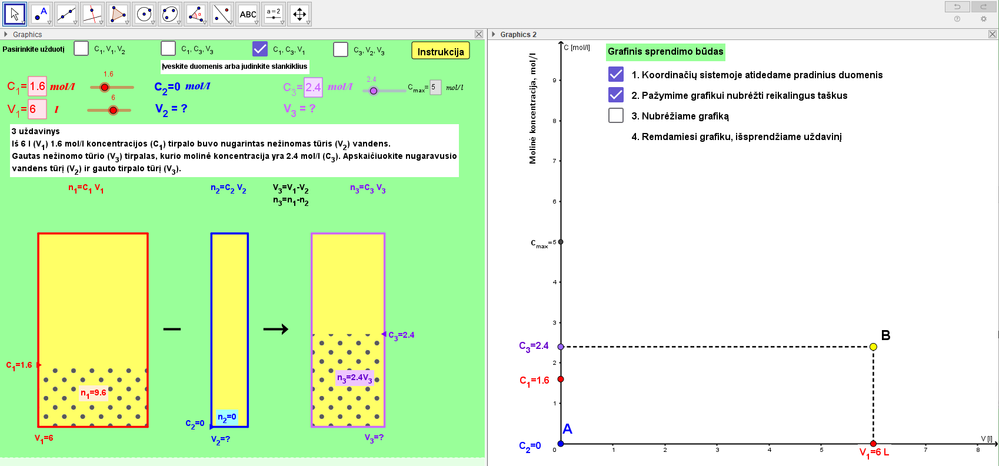 A
ABC
a = 2
Graphics
Pasirinkite užduotį
C1, V1, V2
C1, C3, V3
C1, C3, V1
C3, V2, V3
Instrukcija
Įveskite duomenis arba judinkite slankiklius
C1= 1.6 mol/l
1.6
C2=0 mol/l
C3= 2.4 mol/l
2.4
Cmax= 5 mol/l
V1= 6 l
6
V2 = ?
V3 = ?
3 uždavinys
Iš 6 l (V1) 1.6 mol/l koncentracijos (C1) tirpalo buvo nugarintas nežinomas tūris (V2) vandens.
Gautas nežinomo tūrio (V3) tirpalas, kurio molinė koncentracija yra 2.4 mol/l (C3). Apskaičiuokite nugaravusio
vandens tūrį (V2) ir gauto tirpalo tūrį (V3).
n1=C1 V1
n2=C2 V2
V3=V1-V2
n3=n1-n2
n3=C3 V3
C1=1.6
n1=9.6
V1=6
C2=0
n2=0
V2=?
C3=2.4
n3=2.4V3
V3=?
Graphics 2
C [mol/l]
Molinė koncentracija, mol/l
Grafinis sprendimo būdas
1. Koordinačių sistemoje atidedame pradinius duomenis
2. Pažymime grafikui nubrėžti reikalingus taškus
3. Nubrėžiame grafiką
4. Remdamiesi grafiku, išsprendžiame uždavinį
9
8
7
6
Cmax=5
4
3
C3=2.4
B
2
C1=1.6
1
A
C2=0
V [l]
0
1
2
3
4
5
V1=6 L
7
8